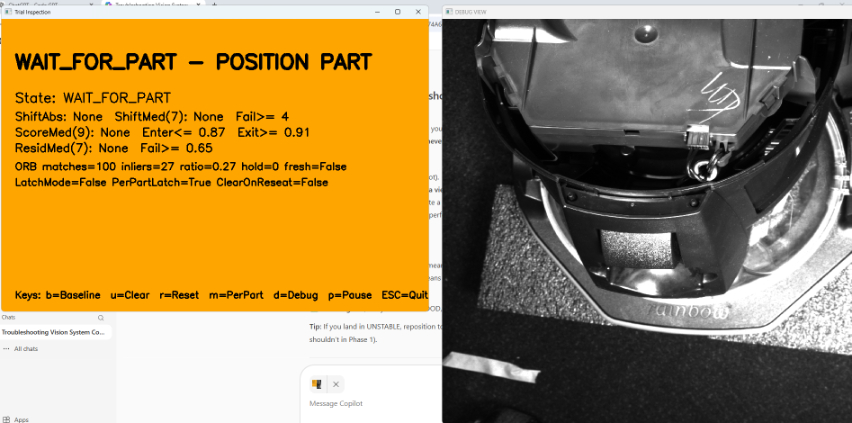 Trial Inspection
Troubleshooting Vision System
DEBUG VIEW
WAIT_FOR_PART - POSITION PART
State: WAIT_FOR_PART
ShiftAbs: None ShiftMed(7): None Fail>= 4
ScoreMed(9): None Enter<= 0.87 Exit>= 0.91
ResidMed(7): None Fail>= 0.65
ORB matches=100 inliers=27 ratio=0.27 hold=0 fresh=False
LatchMode=False PerPartLatch=True ClearOnReseat=False
Keys: b=Baseline u=Clear r=Reset m=PerPart d=Debug p=Pause ESC=Quit
Chats
Troubleshooting Vision System Co...
All chats
Tip: If you land in UNSTABLE, reposition to
shouldn't in Phase 1).
Message Copilot
Apps
rainbow